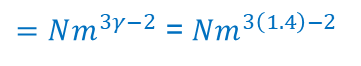 = Nm^{3γ−2} = Nm^{3(1.4)−2}